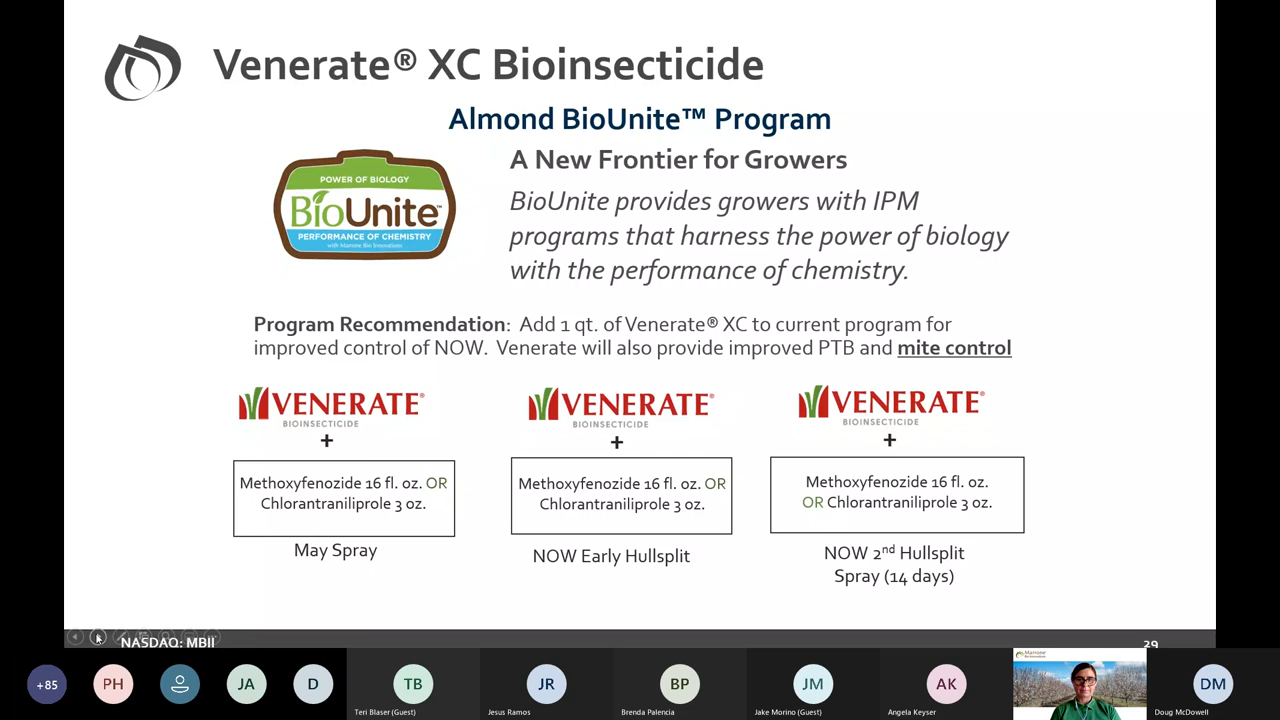 Venerate® XC Bioinsecticide
Almond BioUnite™ Program
POWER OF BIOLOGY
BioUnite™
PERFORMANCE OF CHEMISTRY
with Marrone Bio Innovations
A New Frontier for Growers
BioUnite provides growers with IPM
programs that harness the power of biology
with the performance of chemistry.
Program Recommendation: Add 1 qt. of Venerate® XC to current program for
improved control of NOW. Venerate will also provide improved PTB and mite control
VENERATE®
BIOINSECTICIDE
+
Methoxyfenozide 16 fl. oz. OR
Chlorantraniliprole 3 oz.
May Spray
VENERATE®
BIOINSECTICIDE
+
Methoxyfenozide 16 fl. oz. OR
Chlorantraniliprole 3 oz.
NOW Early Hullsplit
VENERATE®
BIOINSECTICIDE
+
Methoxyfenozide 16 fl. oz.
OR Chlorantraniliprole 3 oz.
NOW 2nd Hullsplit
Spray (14 days)
NASDAQ: MBII
29
+85
PH
JA
D
TB
Teri Blaser (Guest)
JR
Jesus Ramos
BP
Brenda Palencia
JM
Jake Morino (Guest)
AK
Angela Keyser
Marrone
DM
Doug McDowell